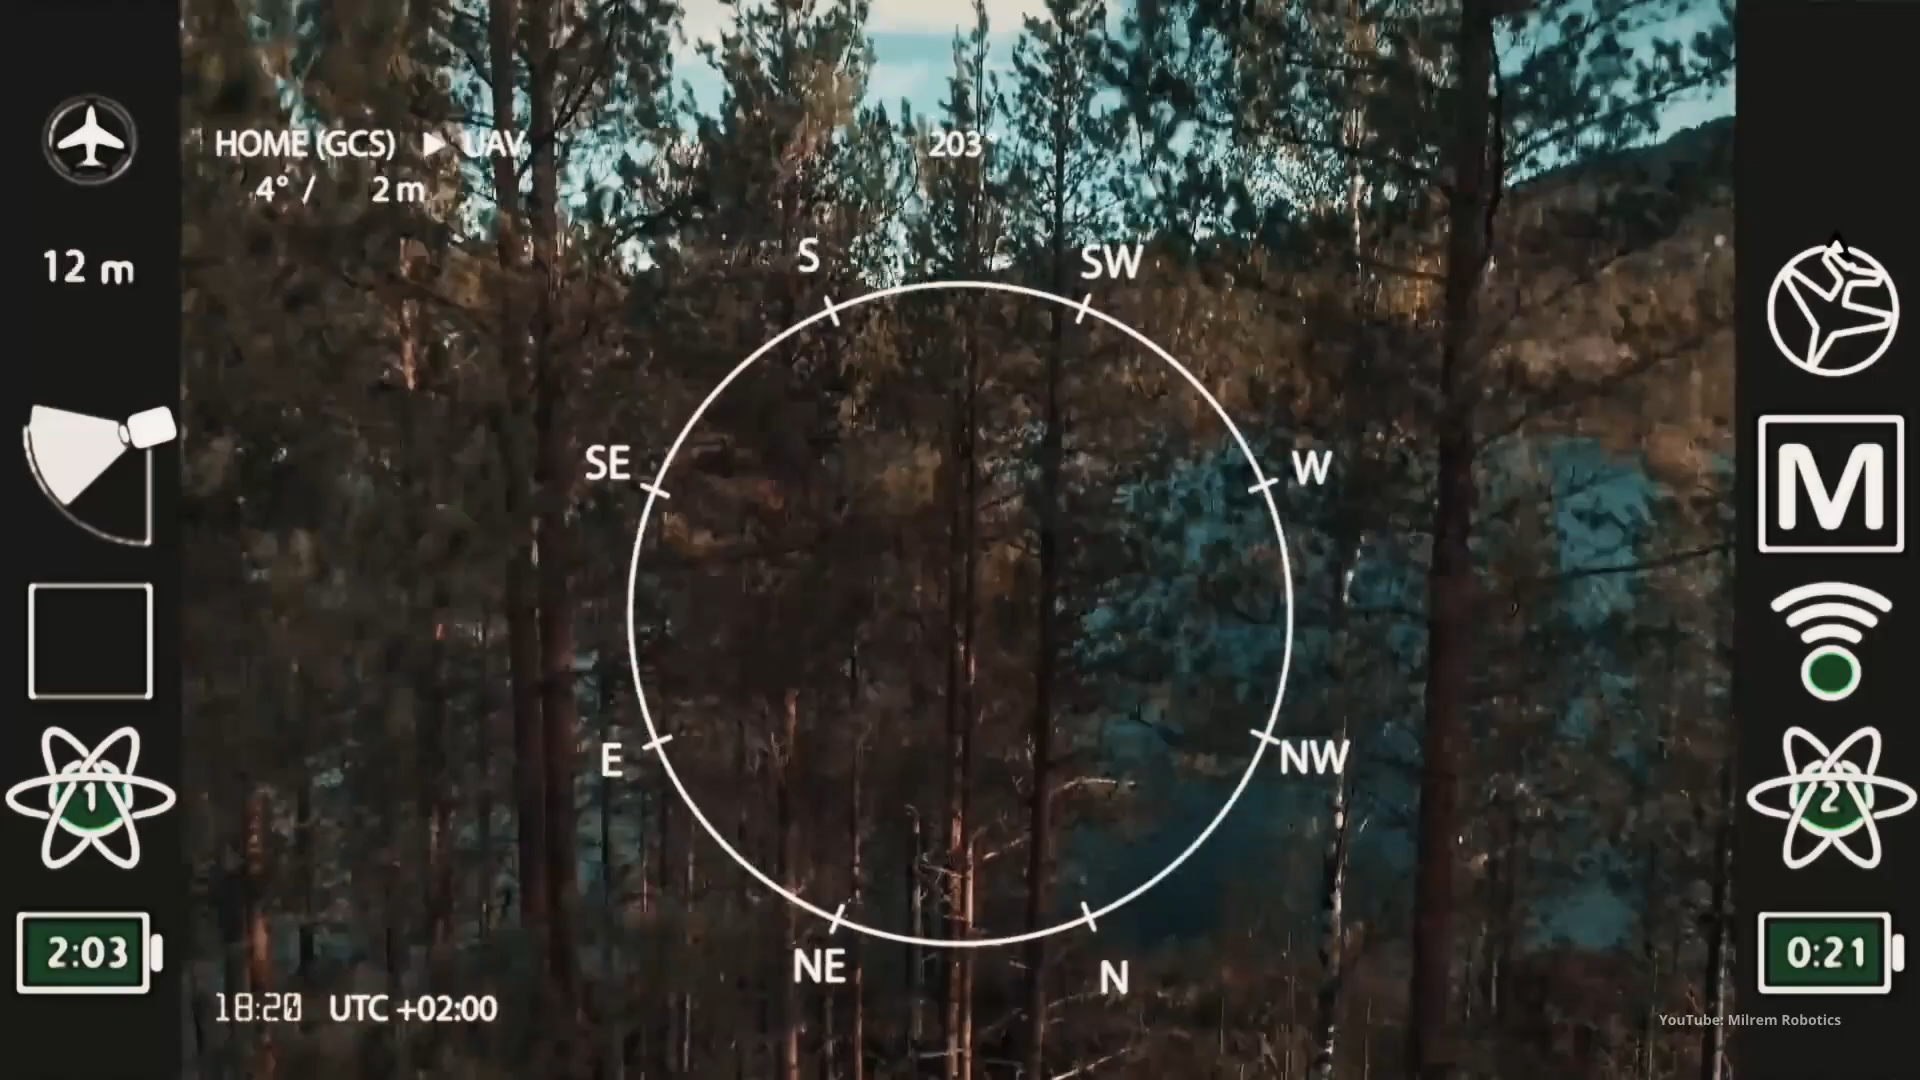 HOME (GCS) ▶ UAV
4° / 2 m
203°
12 m
S
SW
SE
W
M
E
NW
1
2
NE
N
2:03
0:21
18:20 UTC +02:00
YouTube: Milrem Robotics